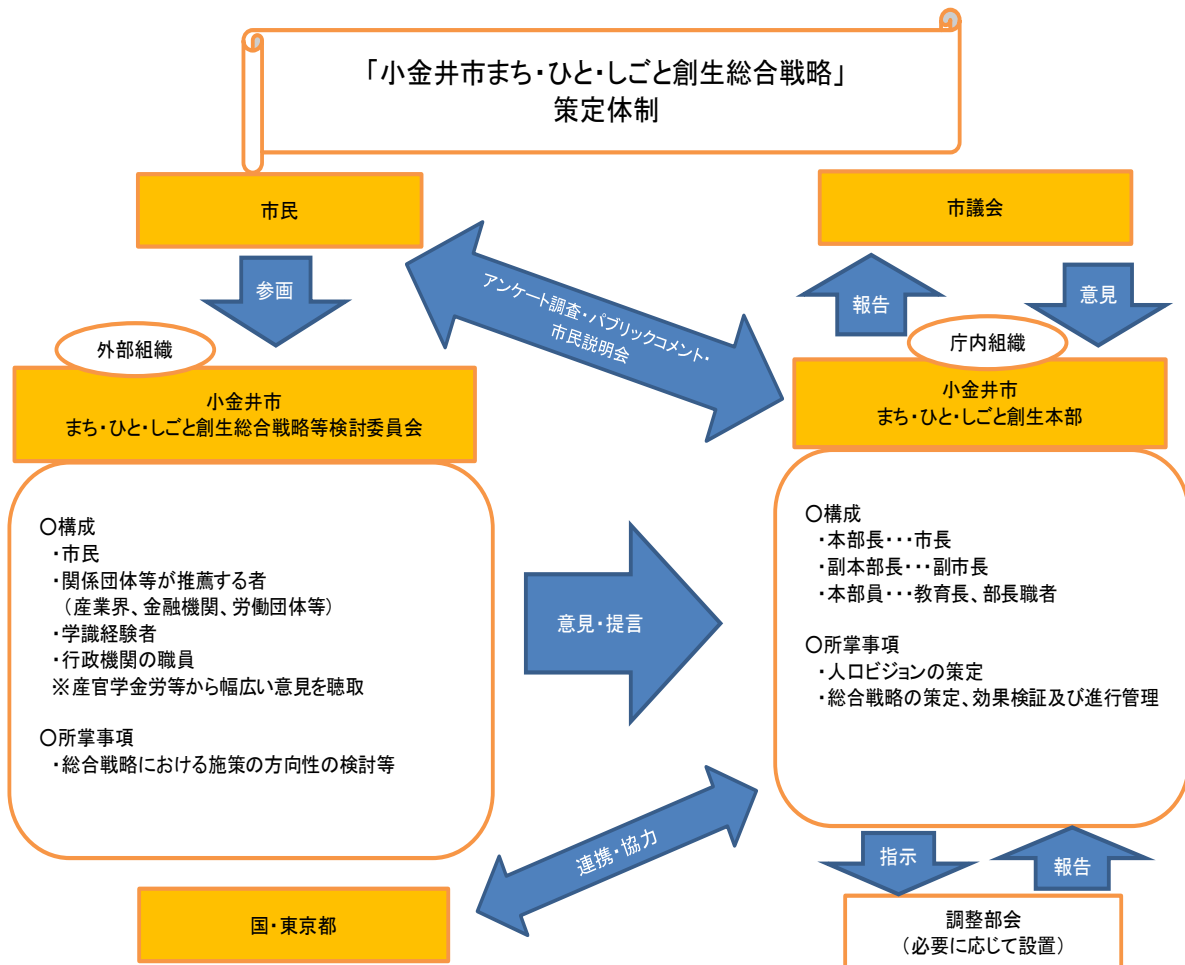 「小金井市まち・ひと・しごと創生総合戦略」
策定体制
市民
市議会
参画
アンケート調査・パブリックコメント・
市民説明会
報告
意見
外部組織
庁内組織
小金井市
まち・ひと・しごと創生総合戦略等検討委員会
小金井市
まち・ひと・しごと創生本部
〇構成
・市民
・関係団体等が推薦する者
（産業界、金融機関、労働団体等）
・学識経験者
・行政機関の職員
※産官学金労等から幅広い意見を聴取
〇所掌事項
・総合戦略における施策の方向性の検討等
意見・提言
〇構成
・本部長・・・市長
・副本部長・・・副市長
・本部員・・・教育長、部長職者
〇所掌事項
・人口ビジョンの策定
・総合戦略の策定、効果検証及び進行管理
連携・協力
指示
報告
国・東京都
調整部会
（必要に応じて設置）